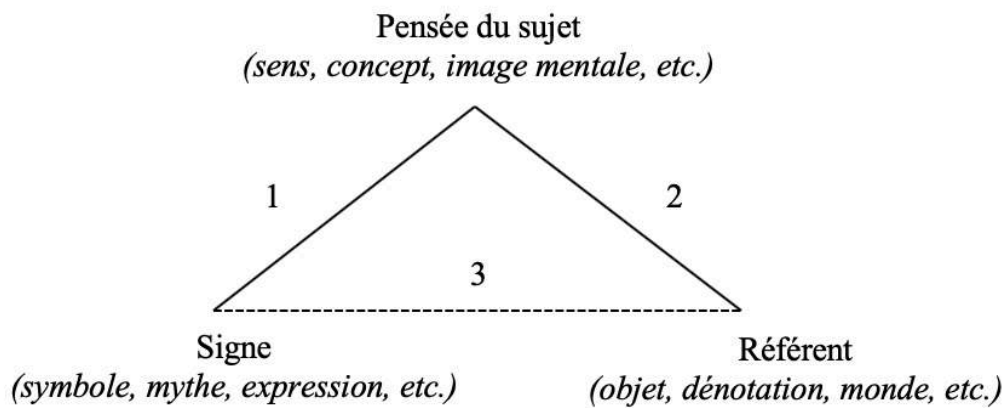 Pensée du sujet
(sens, concept, image mentale, etc.)
1
2
3
Signe
Référent
(symbole, mythe, expression, etc.)
(objet, dénotation, monde, etc.)